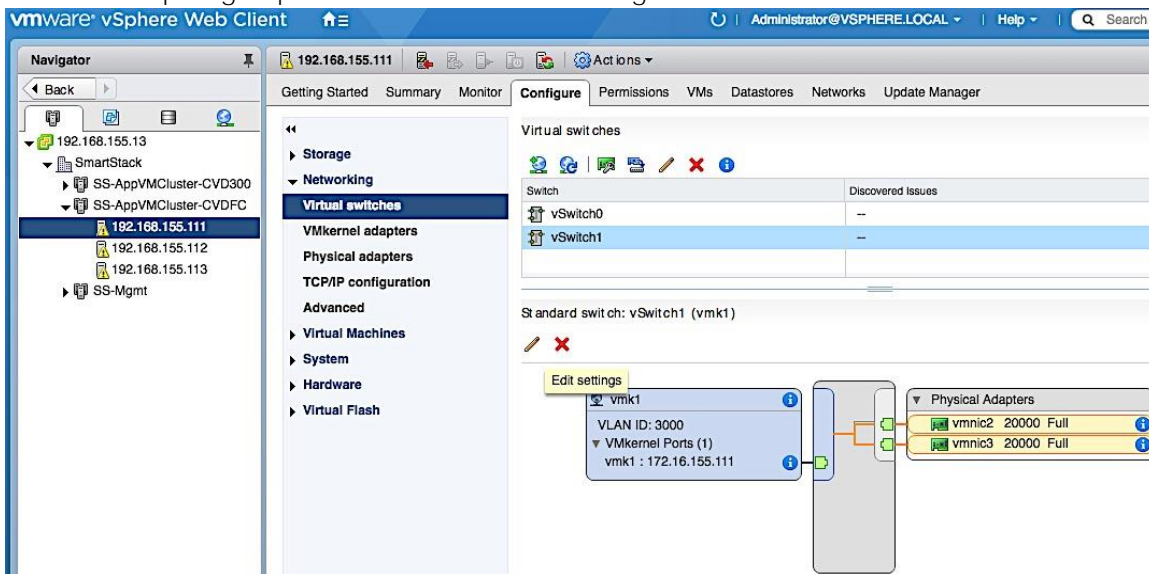 vmware® vSphere Web Client
Administrator@VSPHERE.LOCAL
Help
Search
Navigator
Back
192.168.155.13
SmartStack
SS-AppVMCluster-CVD300
SS-AppVMCluster-CVDFC
192.168.155.111
192.168.155.112
192.168.155.113
SS-Mgmt
192.168.155.111
Actions
Getting Started Summary Monitor Configure Permissions VMs Datastores Networks Update Manager
Storage
Networking
Virtual switches
VMkernel adapters
Physical adapters
TCP/IP configuration
Advanced
Virtual Machines
System
Hardware
Virtual Flash
Virtual switches
Switch Discovered Issues
vSwitch0 --
vSwitch1 --
Standard switch: vSwitch1 (vmk1)
Edit settings
vmk1
VLAN ID: 3000
VMkernel Ports (1)
vmk1 : 172.16.155.111
Physical Adapters
vmnic2 20000 Full
vmnic3 20000 Full